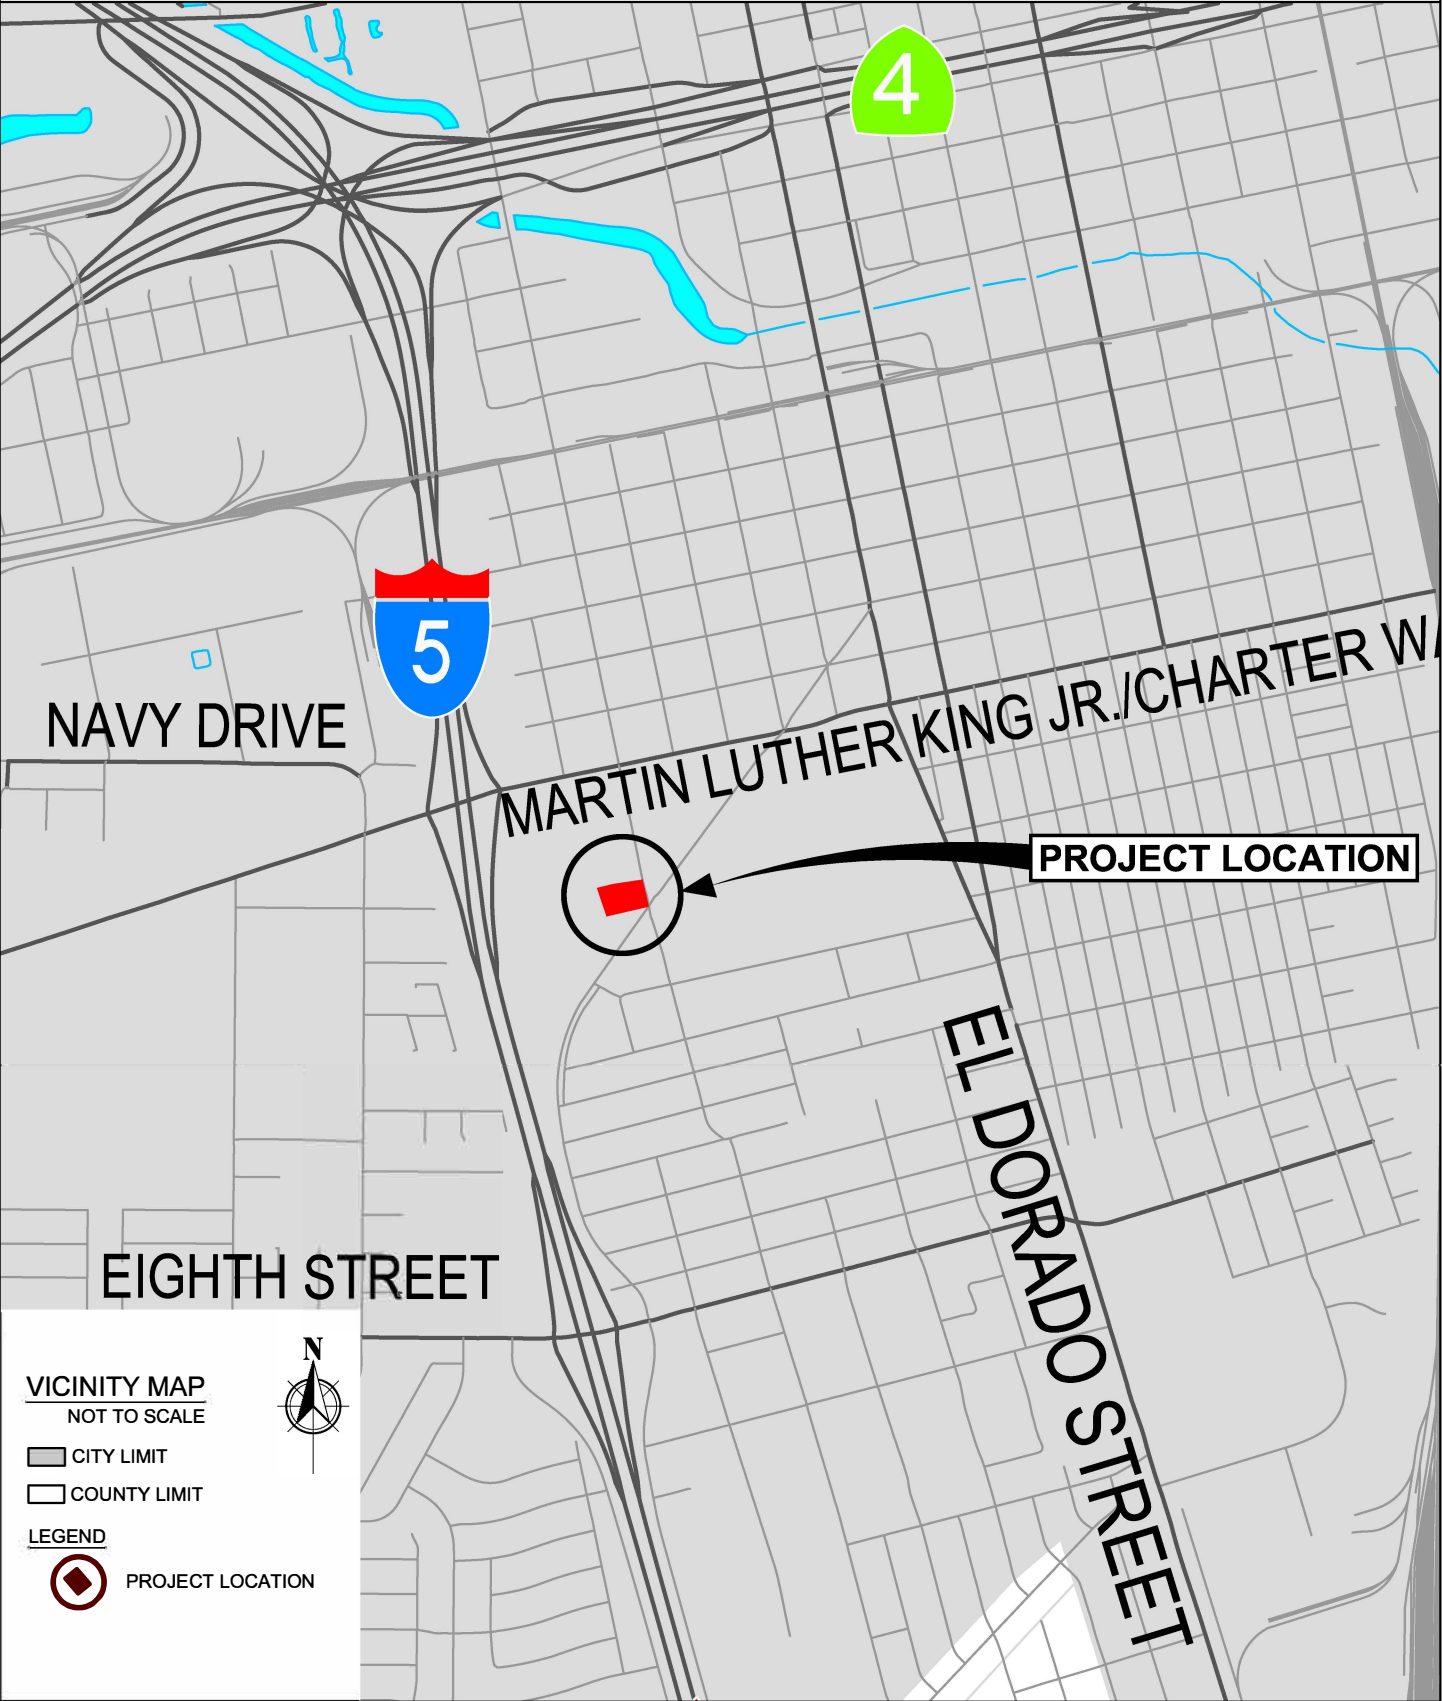 4
5
NAVY DRIVE
MARTIN LUTHER KING JR./CHARTER WA
PROJECT LOCATION
EL DORADO STREET
EIGHTH STREET
N
VICINITY MAP
NOT TO SCALE
CITY LIMIT
COUNTY LIMIT
LEGEND
PROJECT LOCATION